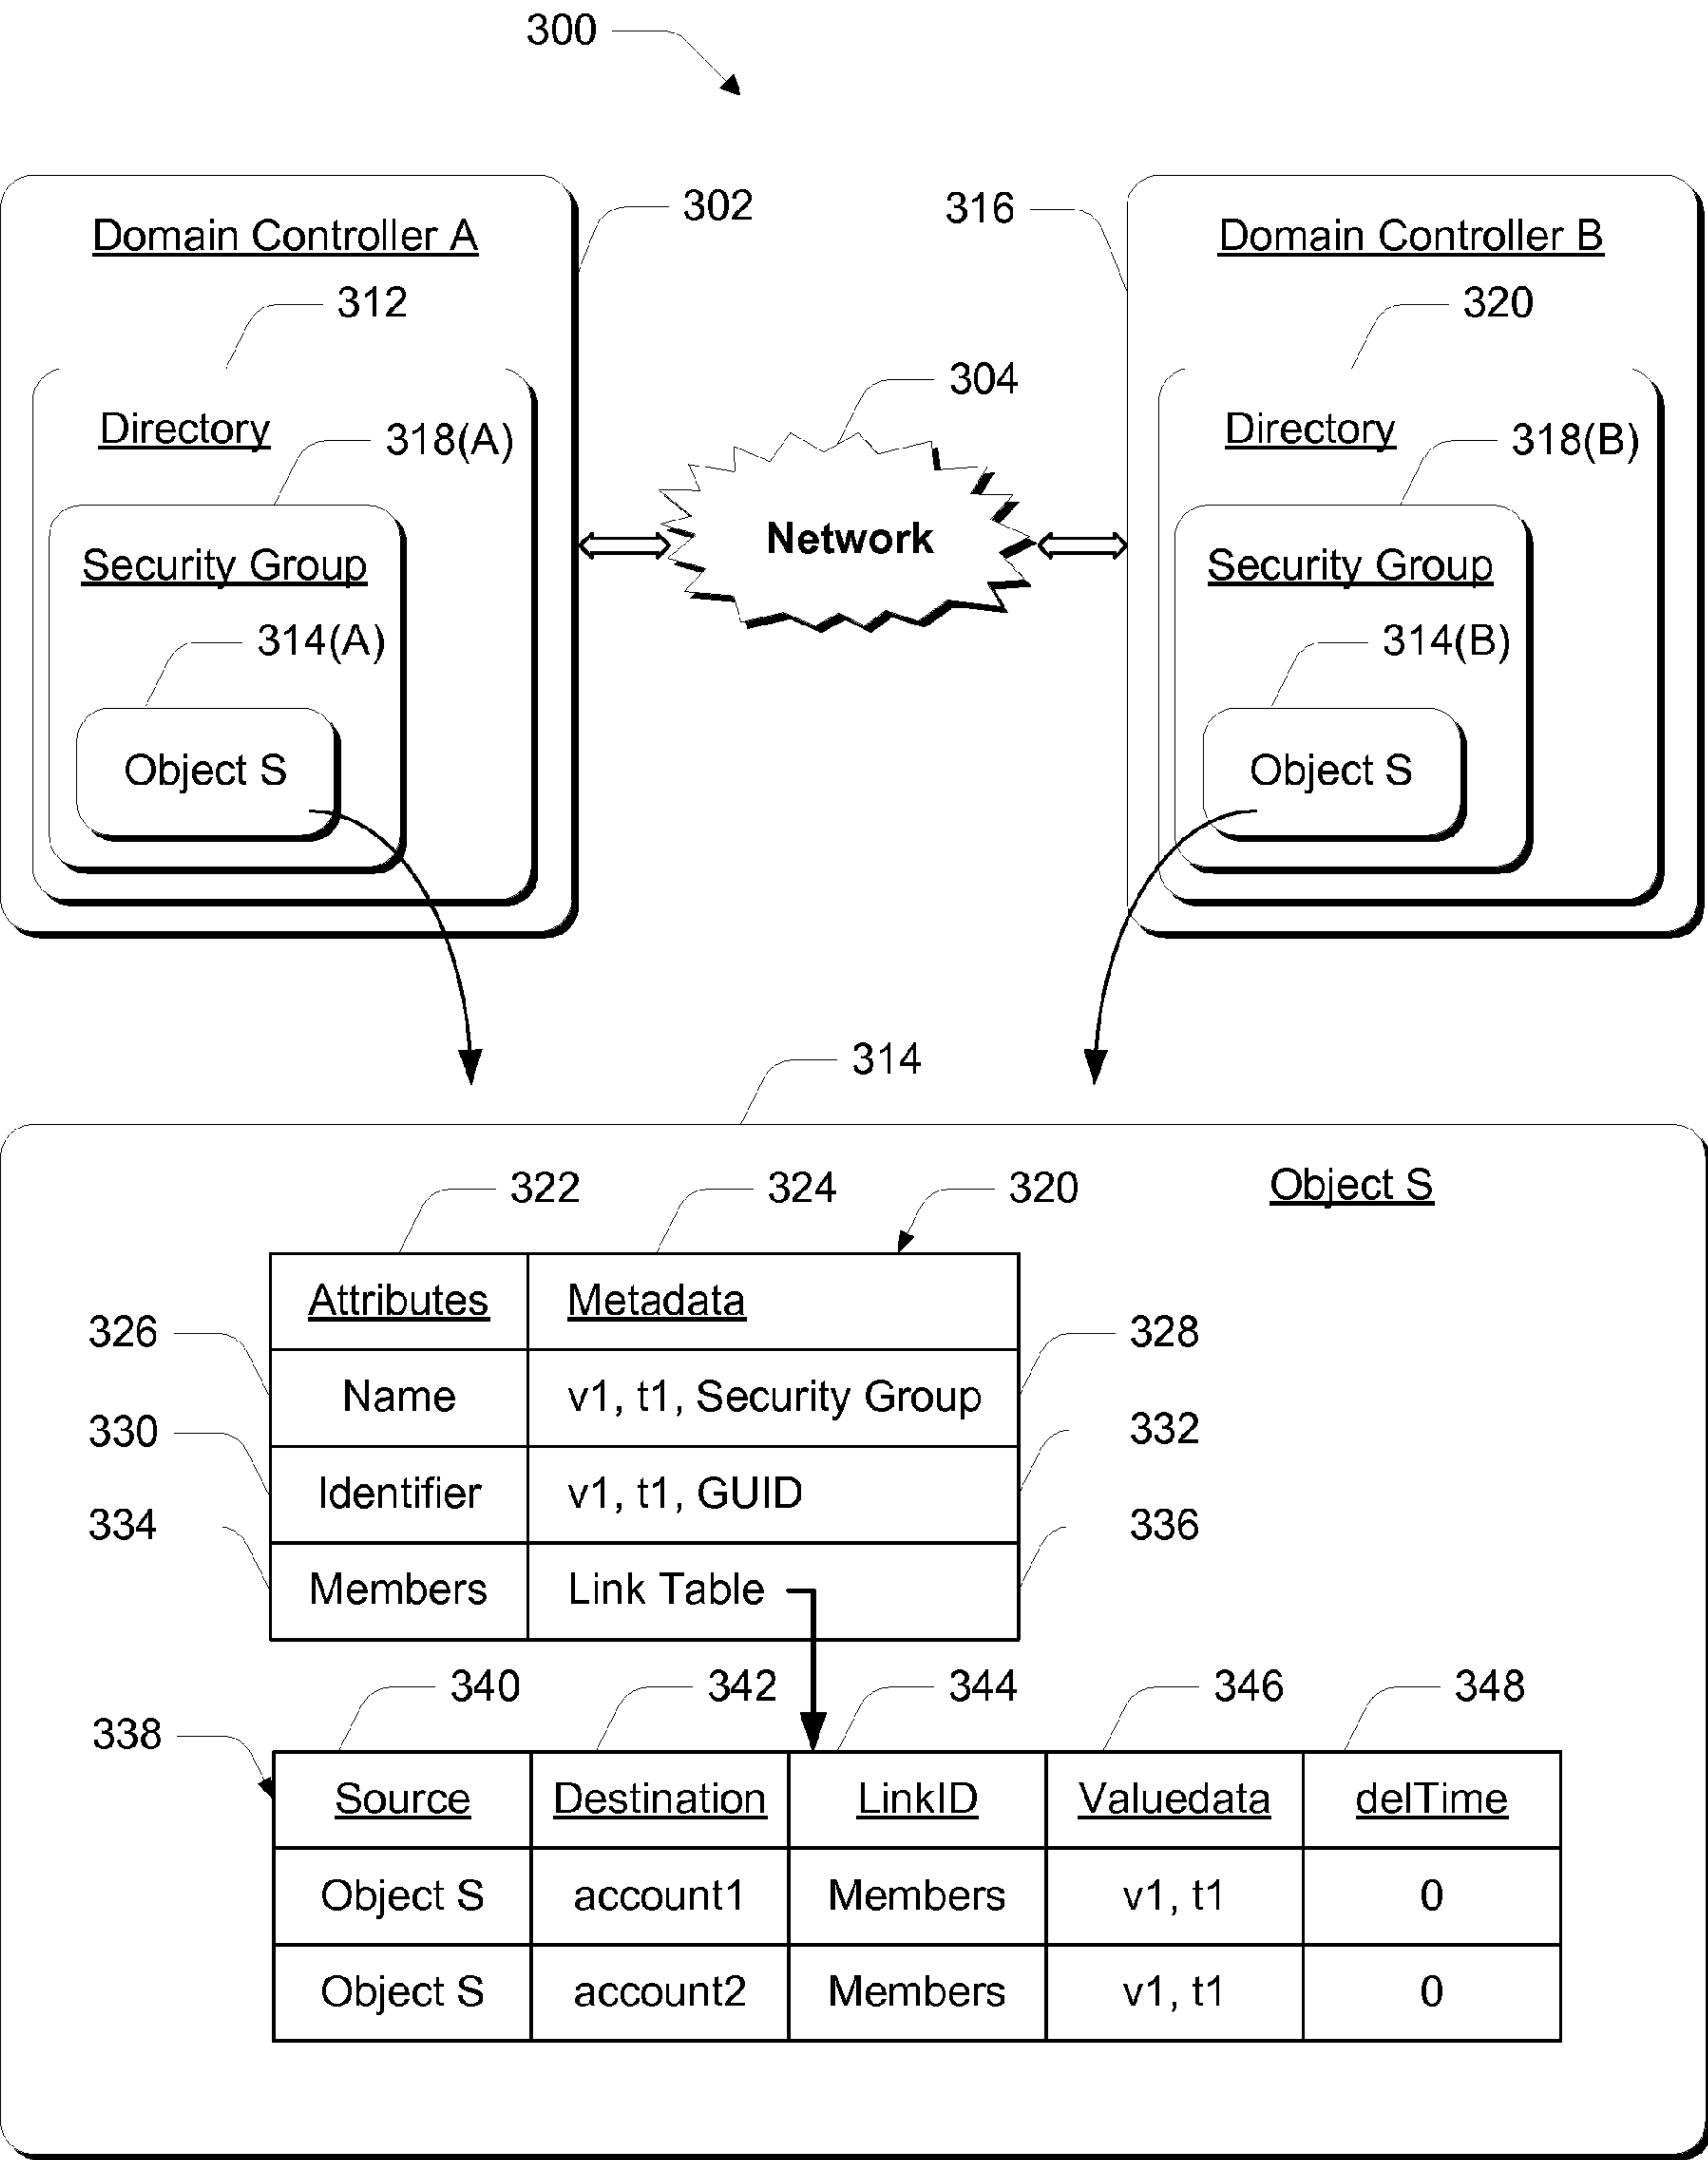 300
302
316
Domain Controller A
Domain Controller B
312
320
304
Directory
318(A)
Directory
318(B)
Network
Security Group
Security Group
314(A)
314(B)
Object S
Object S
314
322
324
320
Object S
Attributes
Metadata
326
328
Name
v1, t1, Security Group
330
332
Identifier
v1, t1, GUID
334
336
Members
Link Table
340
342
344
346
348
338
Source
Destination
LinkID
Valuedata
delTime
Object S
account1
Members
v1, t1
0
Object S
account2
Members
v1, t1
0